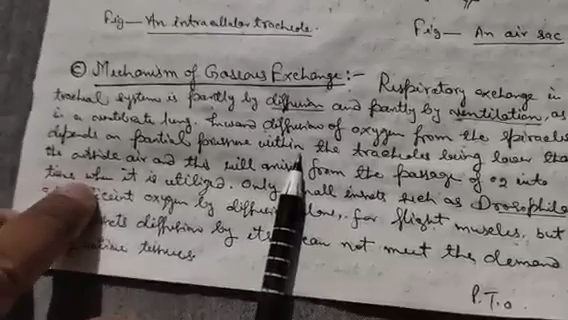 Fig— An intracellular tracheole.
Fig— An air sac
© Mechanism of Gaseous Exchange:- Respiratory exchange in
tracheal system is partly by diffusion and partly by ventilation, as
in a vertebrate lung. Inward diffusion of oxygen from the spiracles
depends on partial pressure within the tracheoles being lower tha
the outside air and this will arise from the passage of O2 into
when it is utilized. Only small insects such as Drosophila
oxygen by diffusion alone, for flight muscles, but
diffusion by its can not meet the demand
tissues.
P.T.O.